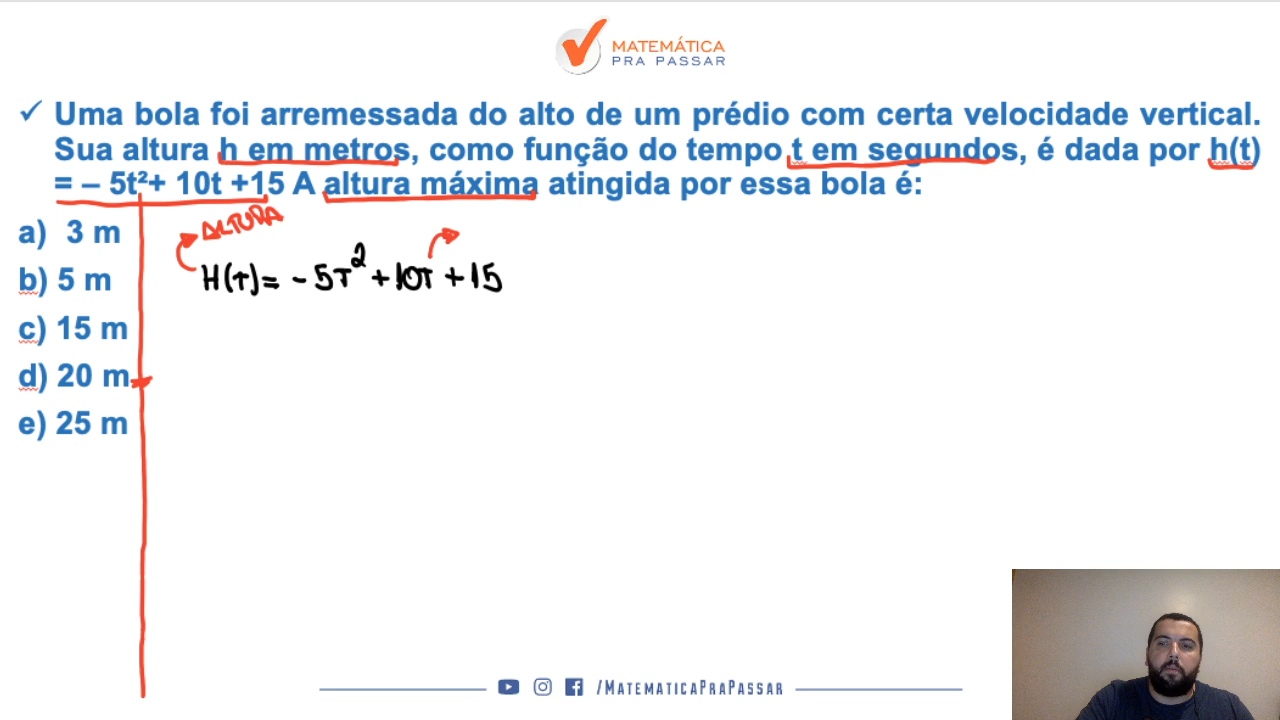 MATEMÁTICA
PRA PASSAR
✓ Uma bola foi arremessada do alto de um prédio com certa velocidade vertical.
Sua altura h em metros, como função do tempo t em segundos, é dada por h(t)
= – 5t²+ 10t +15 A altura máxima atingida por essa bola é:
a) 3 m
b) 5 m
c) 15 m
d) 20 m
e) 25 m
ALTURA
H(T)= -5T² +10T +15
/MATEMATICAPRAPASSAR